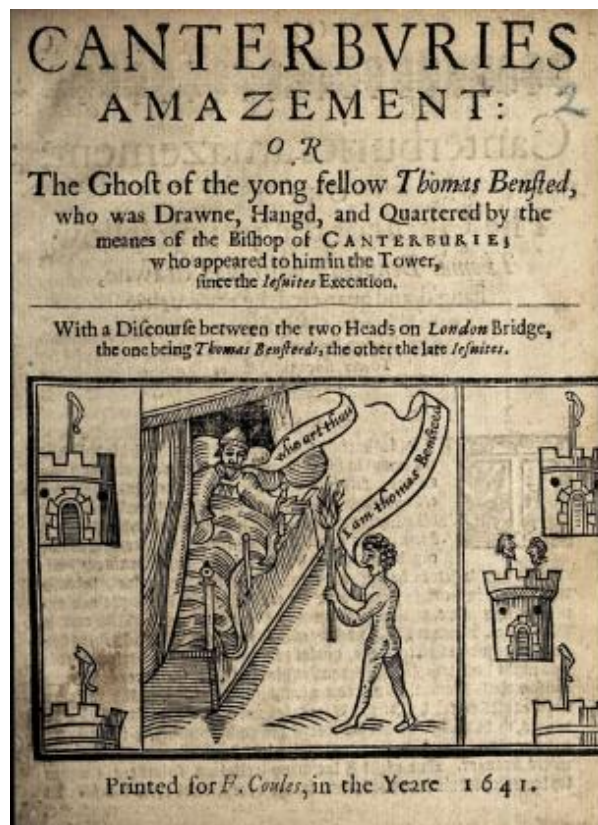 CANTERBVRIES
AMAZEMENT:
2
OR
The Ghoſt of the yong fellow Thomas Benſted,
who was Drawne, Hangd, and Quartered by the
meanes of the Biſhop of CANTERBURIE;
who appeared to him in the Tower,
ſince the Ieſuites Execution.
With a Diſcourſe between the two Heads on London Bridge,
the one being Thomas Benſteds, the other the late Ieſuites.
who art thou
I am thomas Bensteed
Printed for F. Coules, in the Yeare 1641.